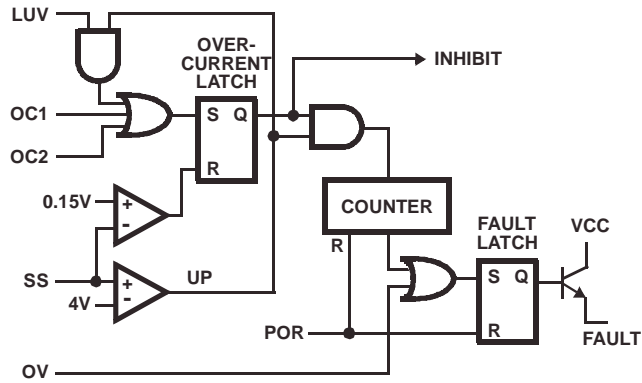 LUV
OVER-
CURRENT
LATCH
INHIBIT
OC1
S Q
OC2
R
0.15V
+
-
COUNTER
FAULT
LATCH
VCC
R
SS
UP
+
4V
-
S Q
POR
R
FAULT
OV